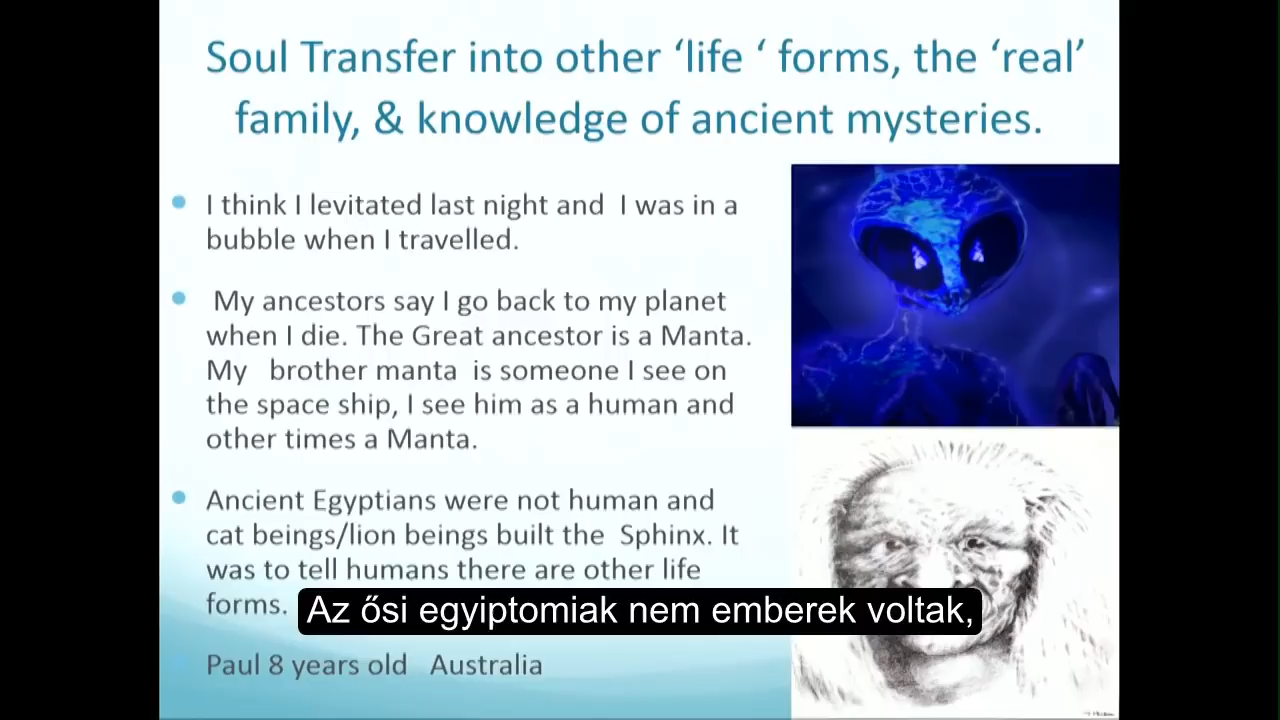 Soul Transfer into other ‘life ‘ forms, the ‘real’
family, & knowledge of ancient mysteries.
I think I levitated last night and I was in a
bubble when I travelled.
My ancestors say I go back to my planet
when I die. The Great ancestor is a Manta.
My brother manta is someone I see on
the space ship, I see him as a human and
other times a Manta.
Ancient Egyptians were not human and
cat beings/lion beings built the Sphinx. It
was to tell humans there are other life
forms.
Az ősi egyiptomiak nem emberek voltak,
Paul 8 years old Australia